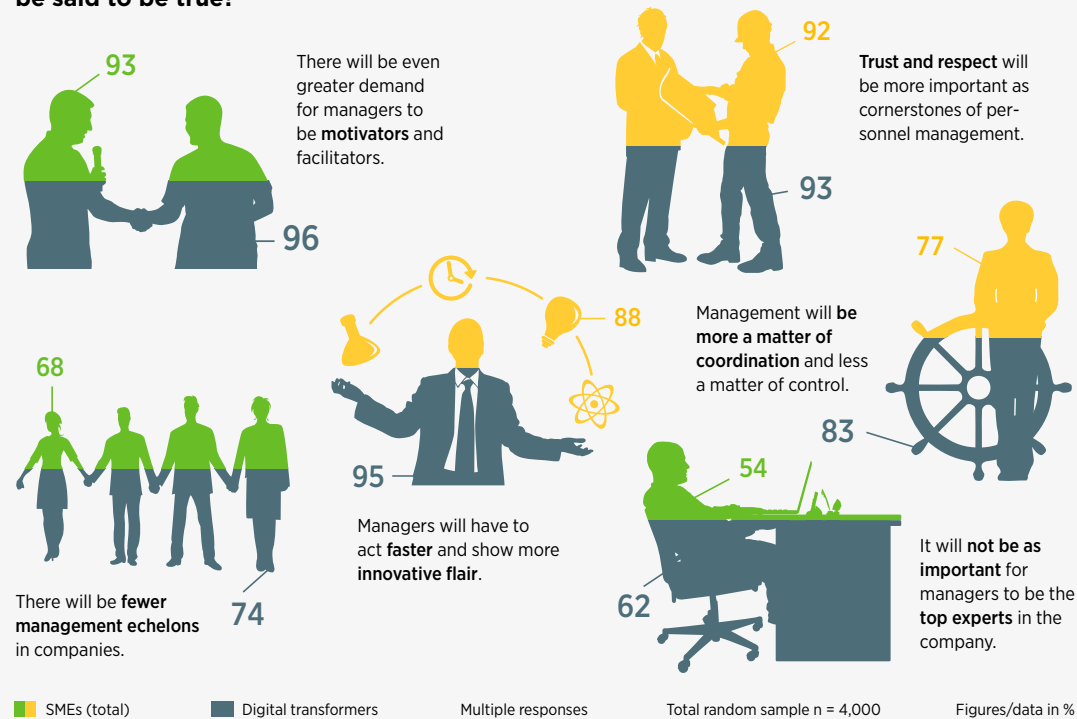 be said to be true?
93
There will be even
greater demand
for managers to
be motivators and
facilitators.
96
92
Trust and respect will
be more important as
cornerstones of per-
sonnel management.
93
77
Management will be
more a matter of
coordination and less
a matter of control.
83
88
95
Managers will have to
act faster and show more
innovative flair.
68
There will be fewer
management echelons
in companies.
74
54
62
It will not be as
important for
managers to be the
top experts in the
company.
SMEs (total)
Digital transformers
Multiple responses
Total random sample n = 4,000
Figures/data in %